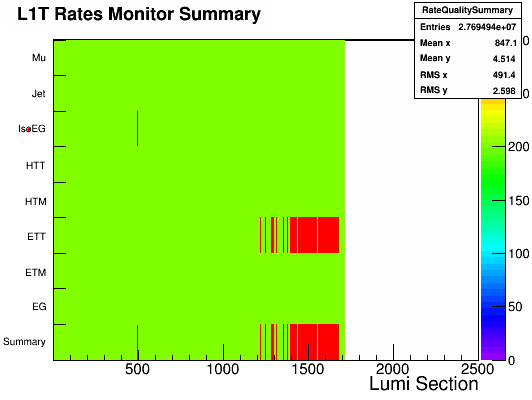 L1T Rates Monitor Summary
RateQualitySummary
Entries 2.769494e+07
Mean x 847.1
Mean y 4.514
RMS x 491.4
RMS y 2.598
Mu
Jet
IsoEG
HTT
HTM
ETT
ETM
EG
Summary
200
150
100
50
0
500 1000 1500 2000 2500
Lumi Section